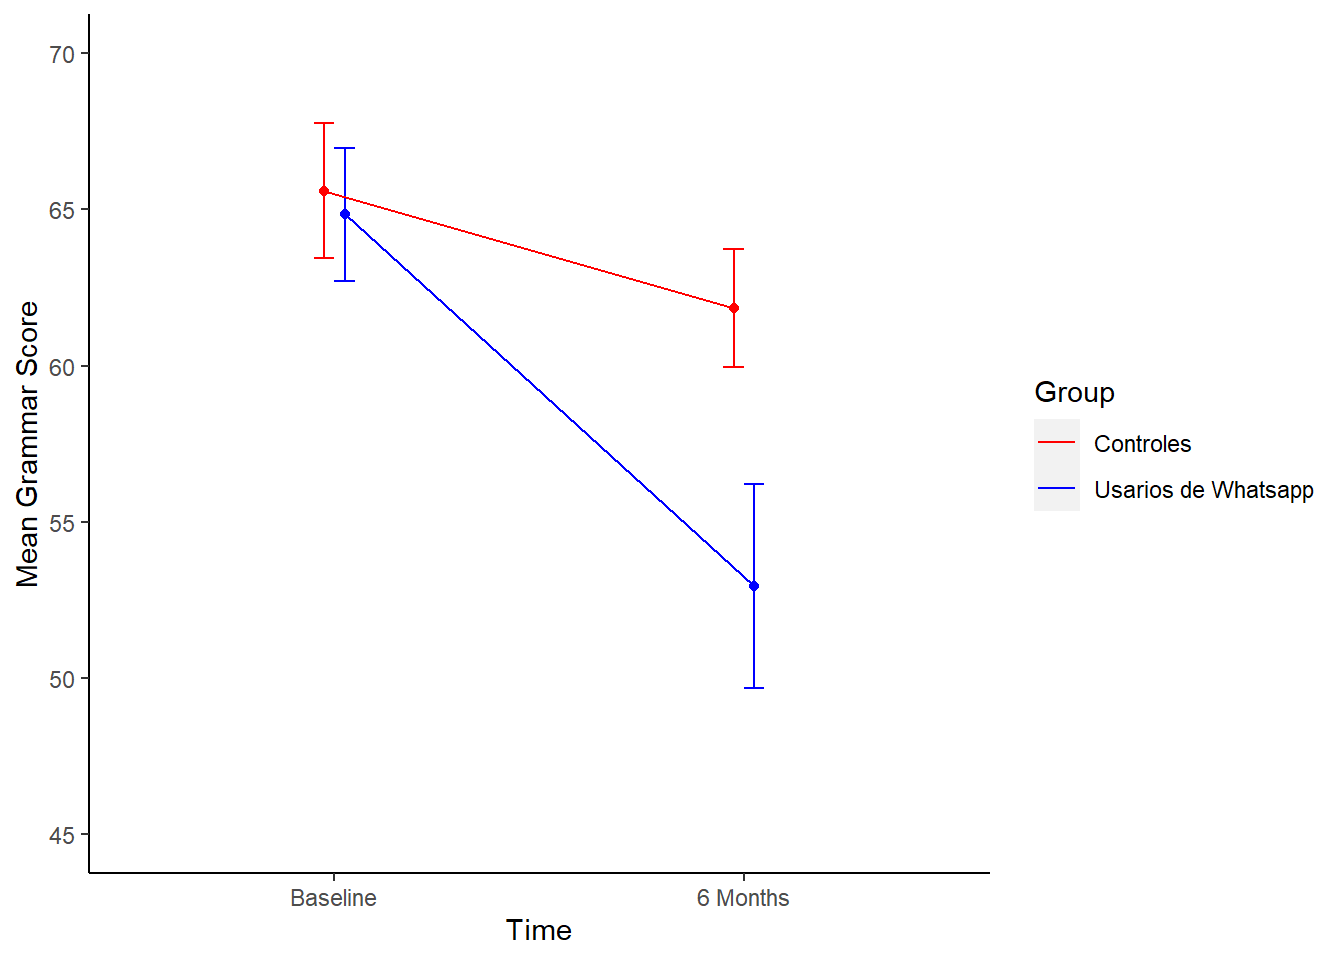 Mean Grammar Score
70
65
60
55
50
45
Baseline
6 Months
Time
Group
Controles
Usarios de Whatsapp